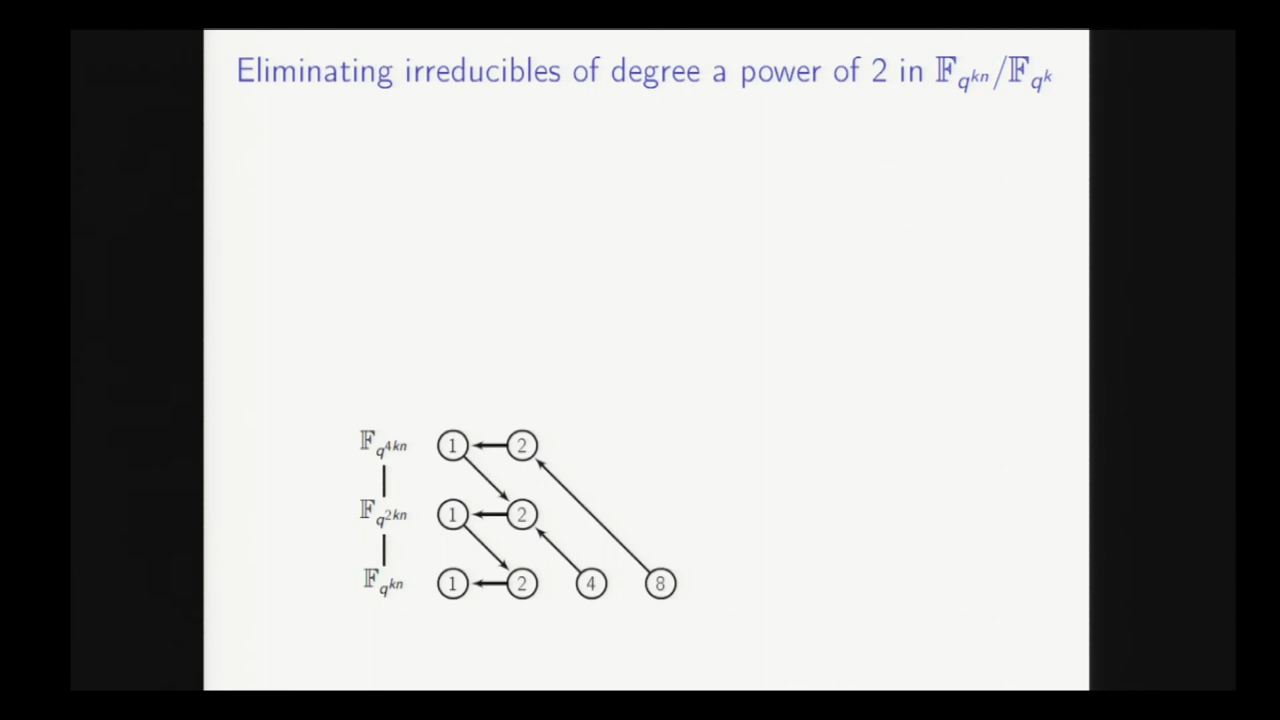 Eliminating irreducibles of degree a power of 2 in 𝔽_{q^{kn}}/𝔽_{q^k}
𝔽_{q^{4kn}} 1 2
𝔽_{q^{2kn}} 1 2
𝔽_{q^{kn}} 1 2 4 8